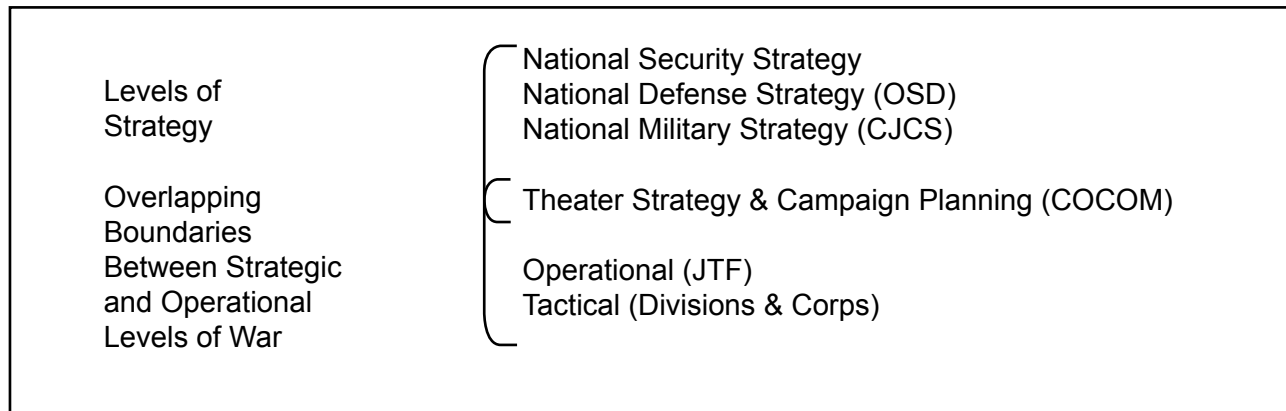 Levels of
Strategy
Overlapping
Boundaries
Between Strategic
and Operational
Levels of War
National Security Strategy
National Defense Strategy (OSD)
National Military Strategy (CJCS)
Theater Strategy & Campaign Planning (COCOM)
Operational (JTF)
Tactical (Divisions & Corps)